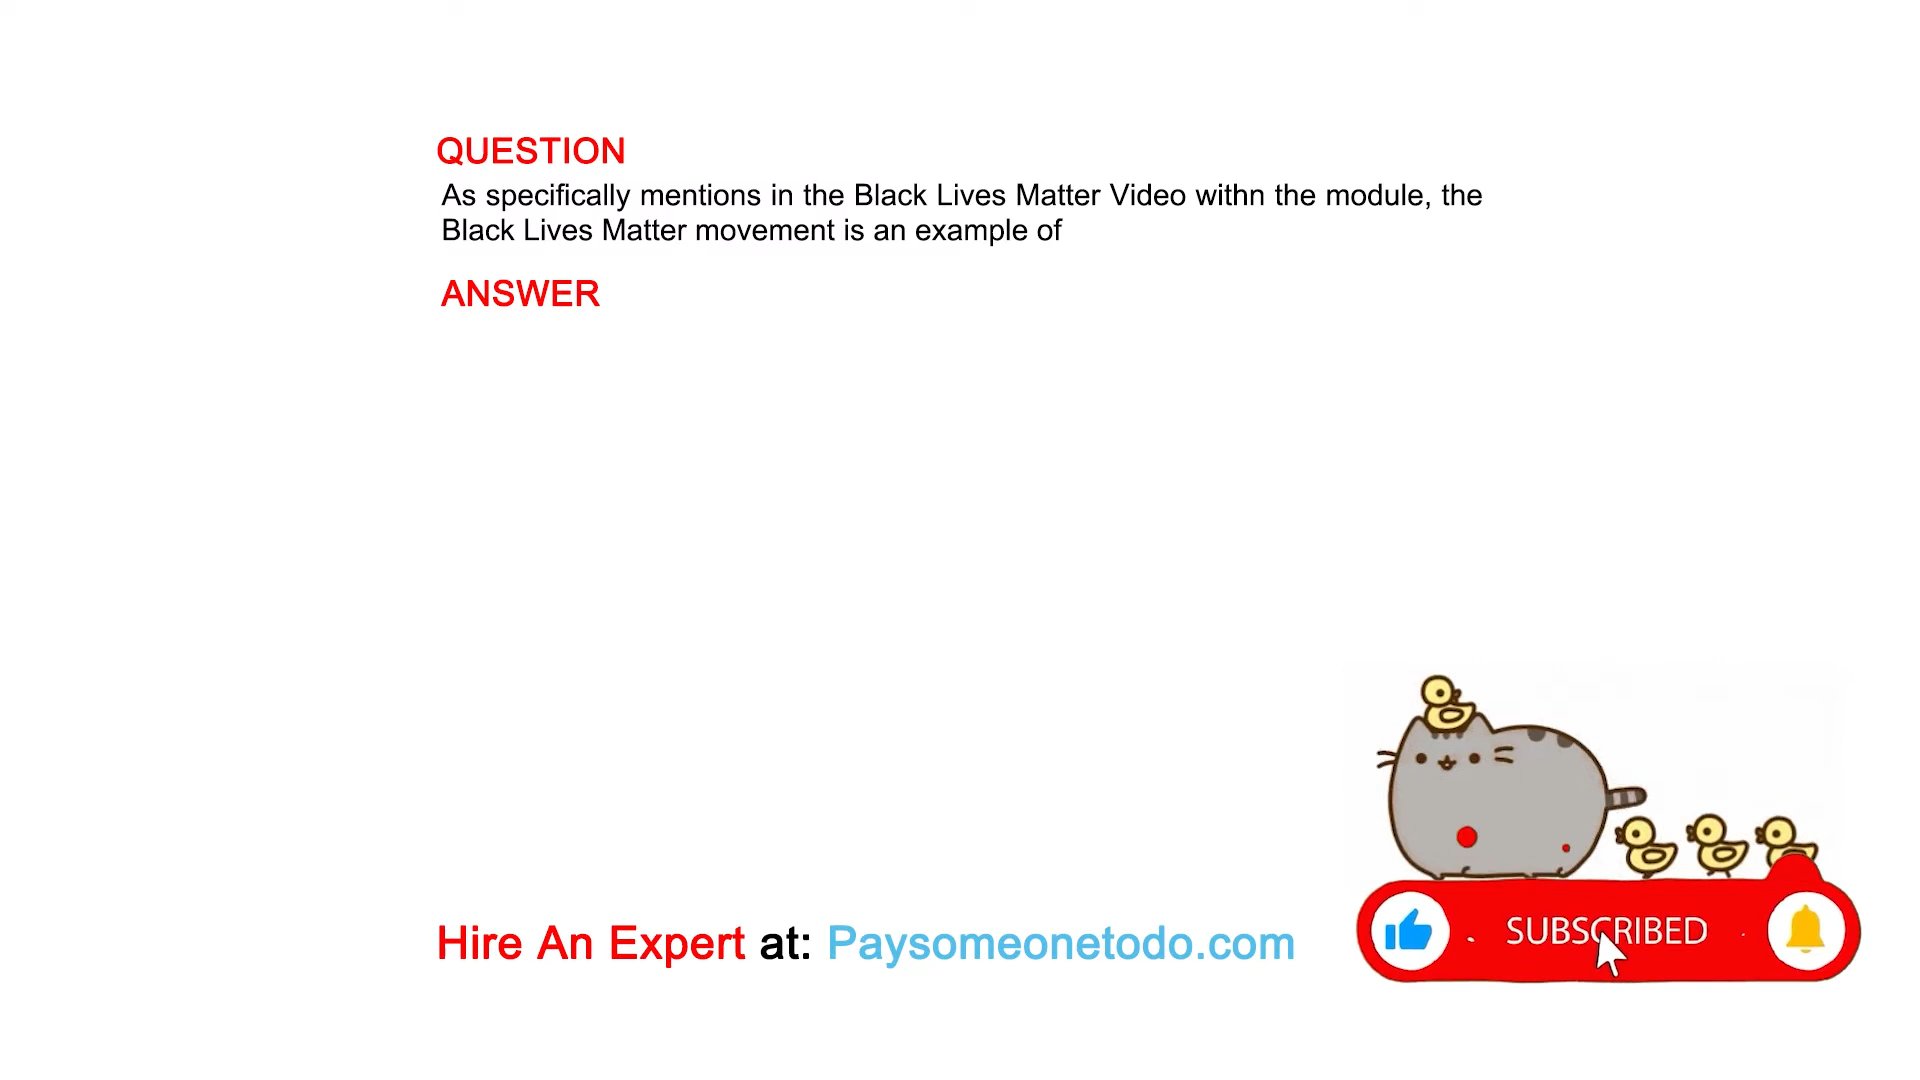 QUESTION
As specifically mentions in the Black Lives Matter Video withn the module, the
Black Lives Matter movement is an example of
ANSWER
Hire An Expert at: Paysomeonetodo.com
SUBSCRIBED